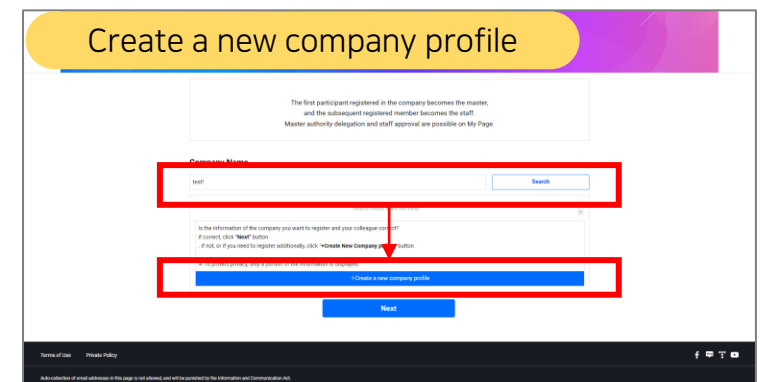 Create a new company profile
The first participant registered in the company becomes the master,
and the subsequent registered member becomes the staff.
Master authority delegation and staff approval are possible on My Page.
Company Name
test!
Search
Is the information of the company you want to register and your colleague correct?
If correct, click "Next" button
. If not, or if you need to register additionally, click '+Create New Company button
※ To protect privacy, only a portion of the information is displayed.
+Create a new company profile
Next
Terms of Use Private Policy
Auto-collection of email addresses in this page is not allowed, and will be punished by the Information and Communication Act.